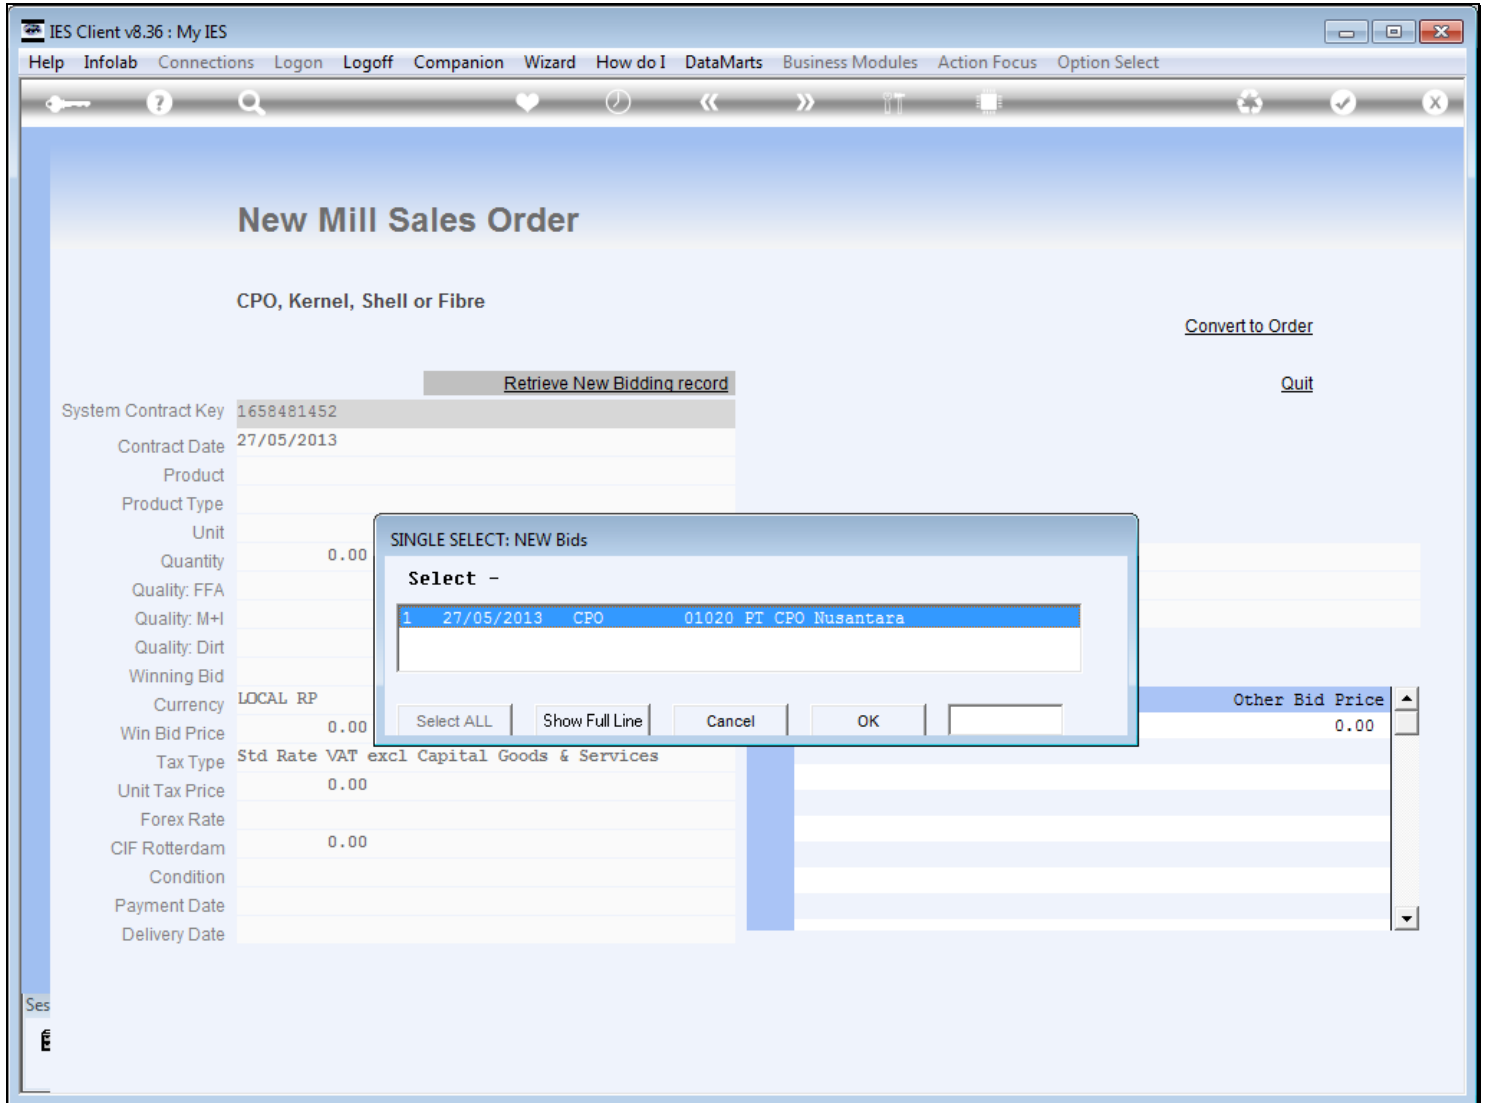 IES Client v8.36 : My IES
Help Infolab Connections Logon Logoff Companion Wizard How do I DataMarts Business Modules Action Focus Option Select
New Mill Sales Order
CPO, Kernel, Shell or Fibre
Convert to Order
Retrieve New Bidding record
Quit
System Contract Key 1658481452
Contract Date 27/05/2013
Product
Product Type
Unit
Quantity 0.00
Quality: FFA
Quality: M+I
Quality: Dirt
Winning Bid
Currency LOCAL RP
Win Bid Price 0.00
Tax Type Std Rate VAT excl Capital Goods & Services
Unit Tax Price 0.00
Forex Rate
CIF Rotterdam 0.00
Condition
Payment Date
Delivery Date
SINGLE SELECT: NEW Bids
Select -
1 27/05/2013 CPO 01020 PT CPO Nusantara
Select ALL Show Full Line Cancel OK
Other Bid Price
0.00
Ses